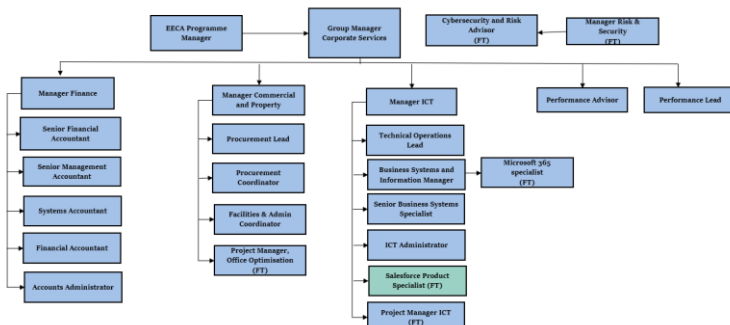 EECA Programme
Manager
Group Manager
Corporate Services
Cybersecurity and Risk
Advisor
(FT)
Manager Risk &
Security
(FT)
Manager Finance
Manager Commercial
and Property
Manager ICT
Performance Advisor
Performance Lead
Senior Financial
Accountant
Senior Management
Accountant
Systems Accountant
Financial Accountant
Accounts Administrator
Procurement Lead
Procurement
Coordinator
Facilities & Admin
Coordinator
Project Manager,
Office Optimisation
(FT)
Technical Operations
Lead
Business Systems and
Information Manager
Microsoft 365
specialist
(FT)
Senior Business Systems
Specialist
ICT Administrator
Salesforce Product
Specialist (FT)
Project Manager ICT
(FT)